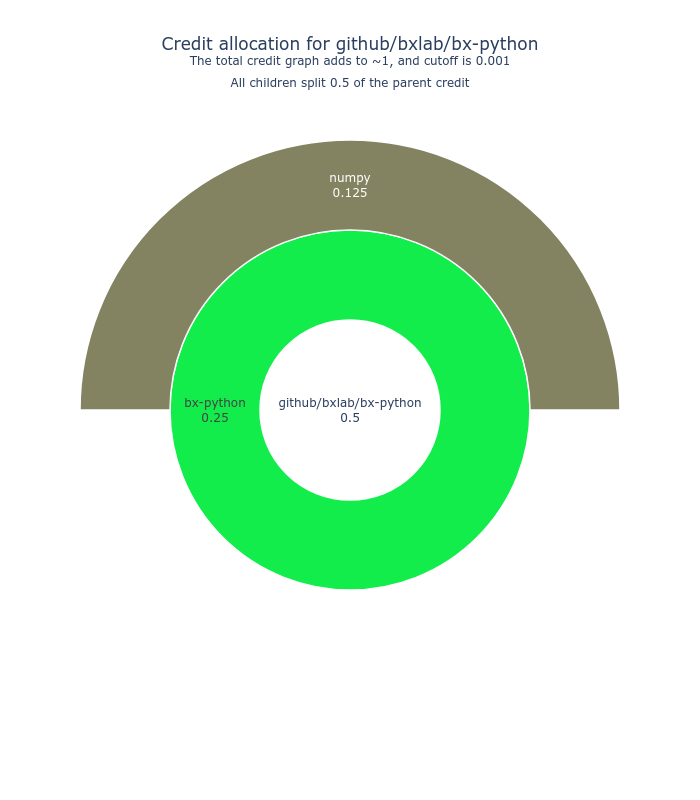 Credit allocation for github/bxlab/bx-python
The total credit graph adds to ~1, and cutoff is 0.001
All children split 0.5 of the parent credit
numpy
0.125
bx-python
0.25
github/bxlab/bx-python
0.5